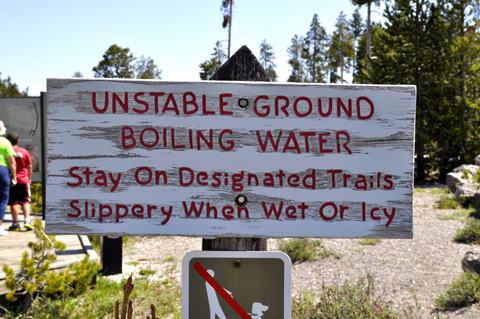 UNSTABLE GROUND
BOILING WATER
Stay On Designated Trails
Slippery When Wet Or Icy